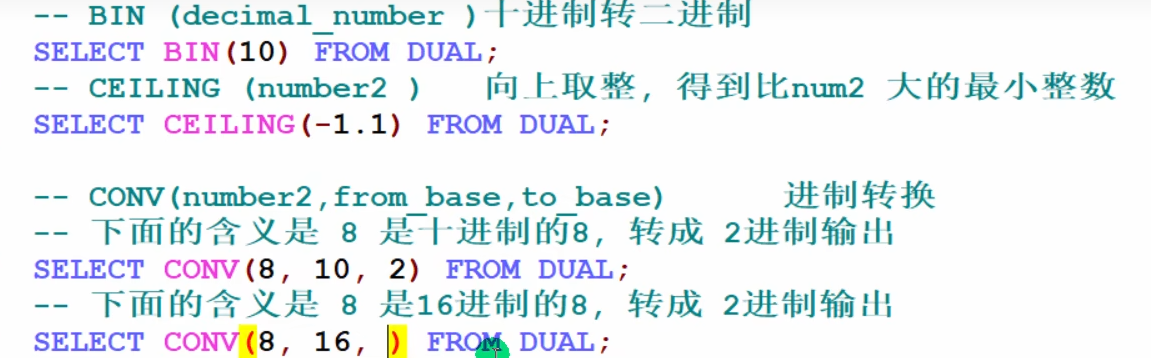 -- BIN (decimal_number )十进制转二进制
SELECT BIN(10) FROM DUAL;
-- CEILING (number2 ) 向上取整, 得到比num2 大的最小整数
SELECT CEILING(-1.1) FROM DUAL;
-- CONV(number2,from_base,to_base) 进制转换
-- 下面的含义是 8 是十进制的8, 转成 2进制输出
SELECT CONV(8, 10, 2) FROM DUAL;
-- 下面的含义是 8 是16进制的8, 转成 2进制输出
SELECT CONV(8, 16, ) FROM DUAL;